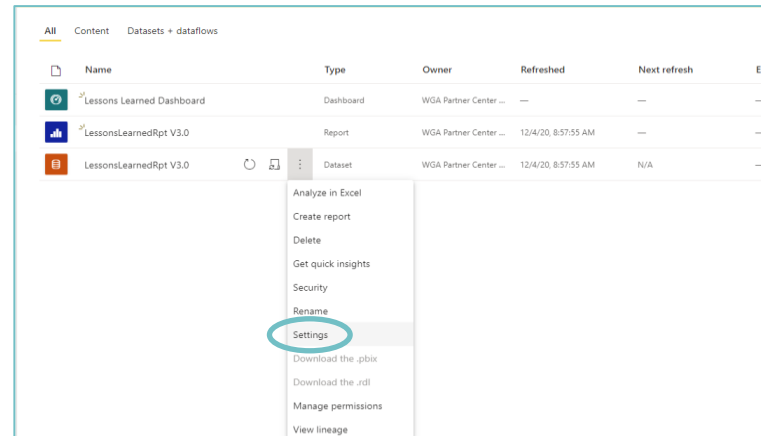 All Content Datasets + dataflows
Name Type Owner Refreshed Next refresh E
Lessons Learned Dashboard Dashboard WGA Partner Center ... — — —
LessonsLearnedRpt V3.0 Report WGA Partner Center ... 12/4/20, 8:57:55 AM — —
LessonsLearnedRpt V3.0 Dataset WGA Partner Center ... 12/4/20, 8:57:55 AM N/A —
Analyze in Excel
Create report
Delete
Get quick insights
Security
Rename
Settings
Download the .pbix
Download the .rdl
Manage permissions
View lineage